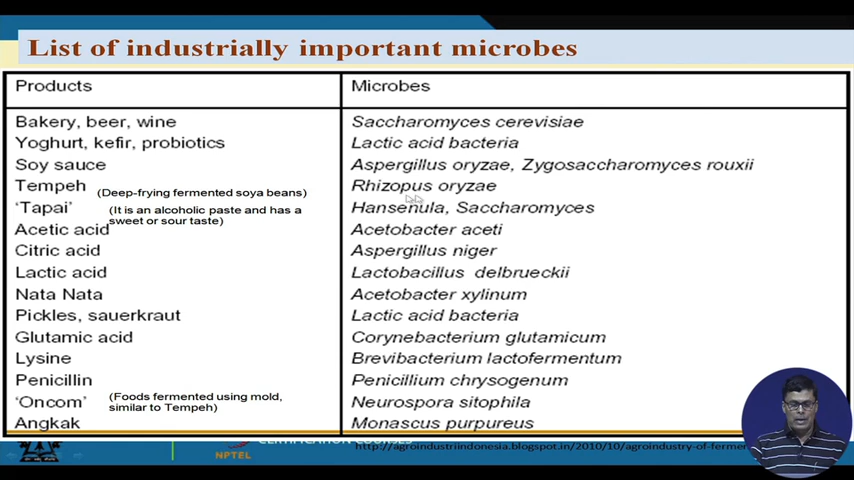 List of industrially important microbes
Products Microbes
Bakery, beer, wine Saccharomyces cerevisiae
Yoghurt, kefir, probiotics Lactic acid bacteria
Soy sauce Aspergillus oryzae, Zygosaccharomyces rouxii
Tempeh (Deep-frying fermented soya beans) Rhizopus oryzae
'Tapai' (It is an alcoholic paste and has a
sweet or sour taste) Hansenula, Saccharomyces
Acetic acid Acetobacter aceti
Citric acid Aspergillus niger
Lactic acid Lactobacillus delbrueckii
Nata Nata Acetobacter xylinum
Pickles, sauerkraut Lactic acid bacteria
Glutamic acid Corynebacterium glutamicum
Lysine Brevibacterium lactofermentum
Penicillin Penicillium chrysogenum
'Oncom' (Foods fermented using mold,
similar to Tempeh) Neurospora sitophila
Angkak Monascus purpureus
CERTIFICATION COURSES
http://agroindustriindonesia.blogspot.in/2010/10/agroindustry-of-fermen
NPTEL